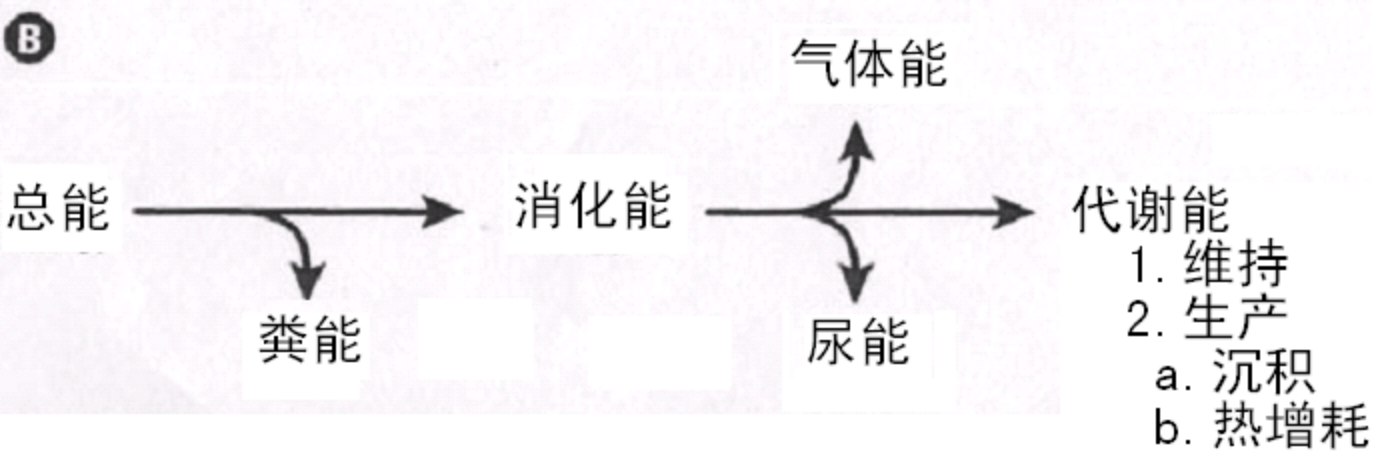 B
气体能
总能
消化能
代谢能
1. 维持
2. 生产
粪能
尿能
a. 沉积
b. 热增耗